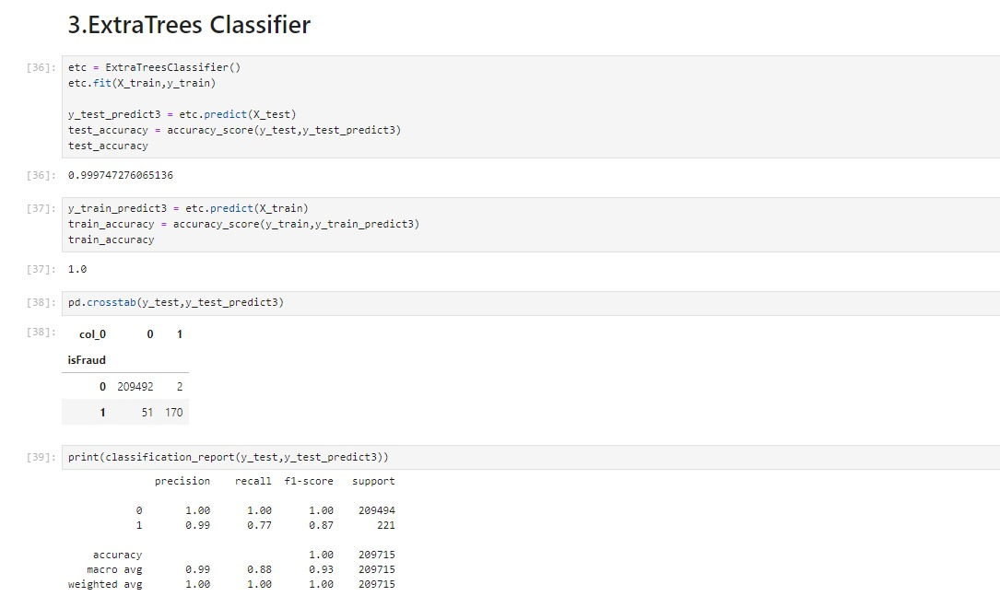 3.ExtraTrees Classifier
[36]: etc = ExtraTreesClassifier()
etc.fit(X_train,y_train)
y_test_predict3 = etc.predict(X_test)
test_accuracy = accuracy_score(y_test,y_test_predict3)
test_accuracy
[36]: 0.999747276065136
[37]: y_train_predict3 = etc.predict(X_train)
train_accuracy = accuracy_score(y_train,y_train_predict3)
train_accuracy
[37]: 1.0
[38]: pd.crosstab(y_test,y_test_predict3)
[38]: col_0 0 1
isFraud
0 209492 2
1 51 170
[39]: print(classification_report(y_test,y_test_predict3))
precision recall f1-score support
0 1.00 1.00 1.00 209494
1 0.99 0.77 0.87 221
accuracy 1.00 209715
macro avg 0.99 0.88 0.93 209715
weighted avg 1.00 1.00 1.00 209715